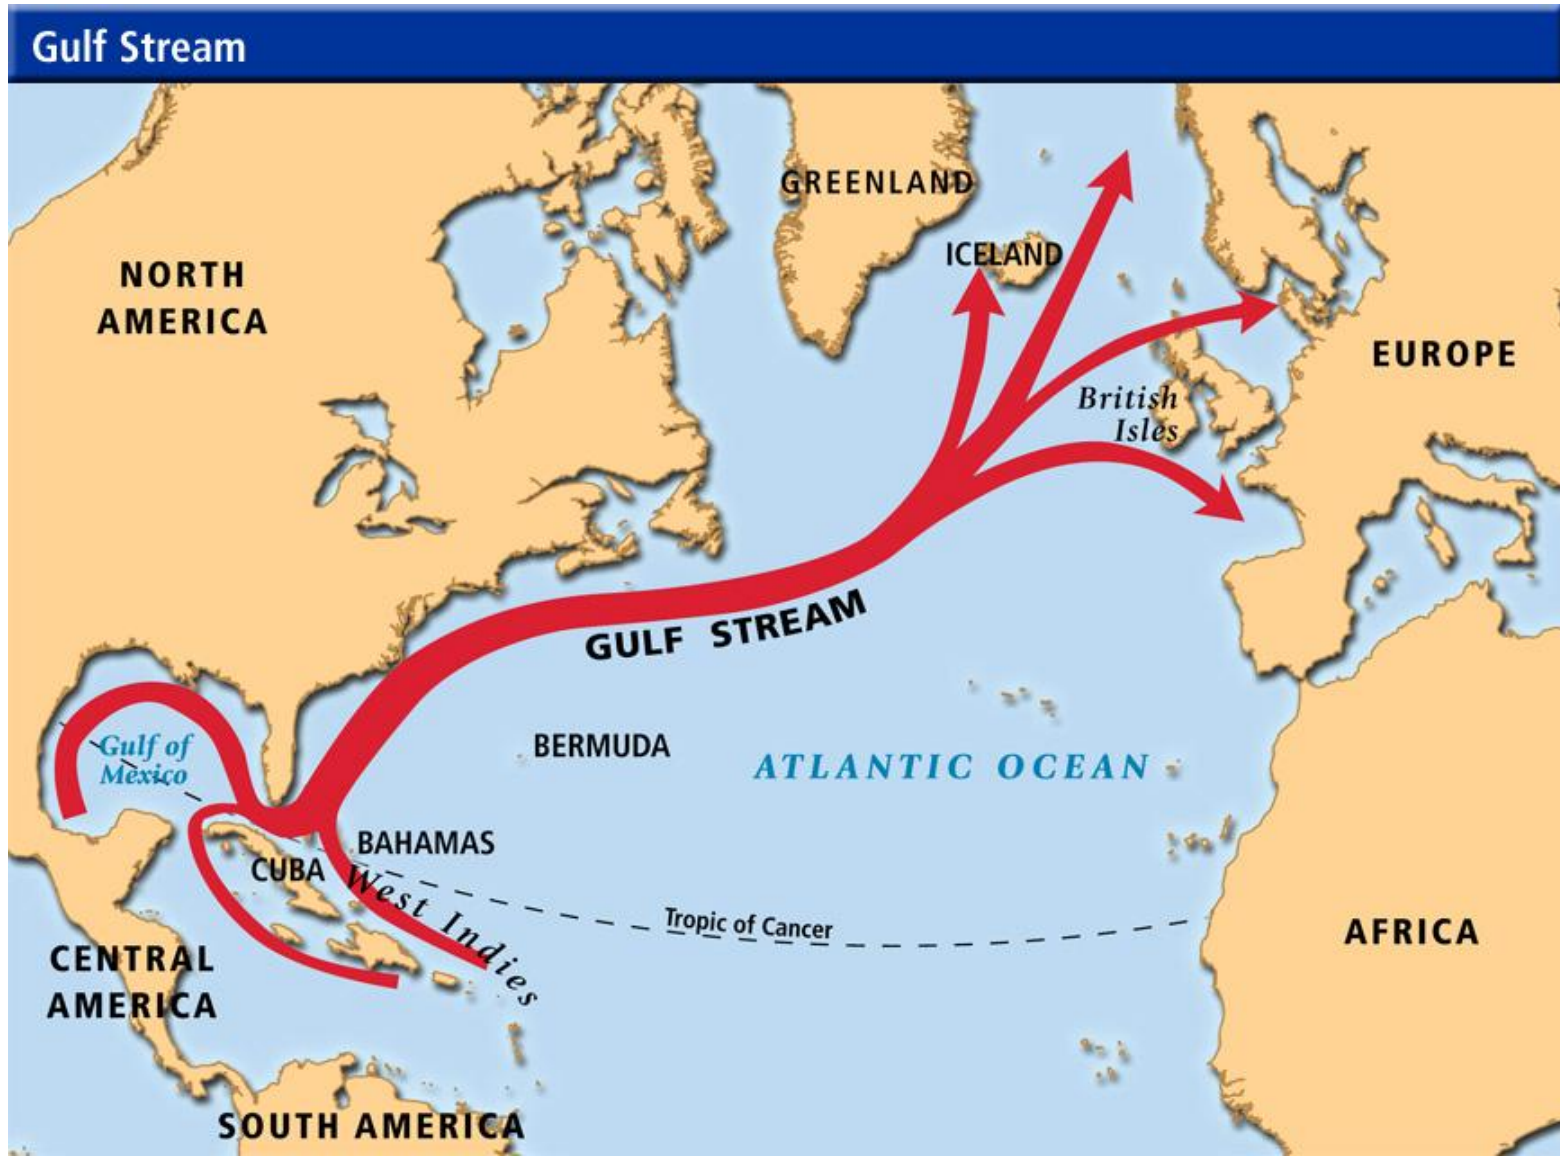 Gulf Stream
GREENLAND
ICELAND
NORTH
AMERICA
EUROPE
British
Isles
GULF STREAM
Gulf of
Mexico
BERMUDA
ATLANTIC OCEAN
BAHAMAS
CUBA
West Indies
Tropic of Cancer
AFRICA
CENTRAL
AMERICA
SOUTH AMERICA